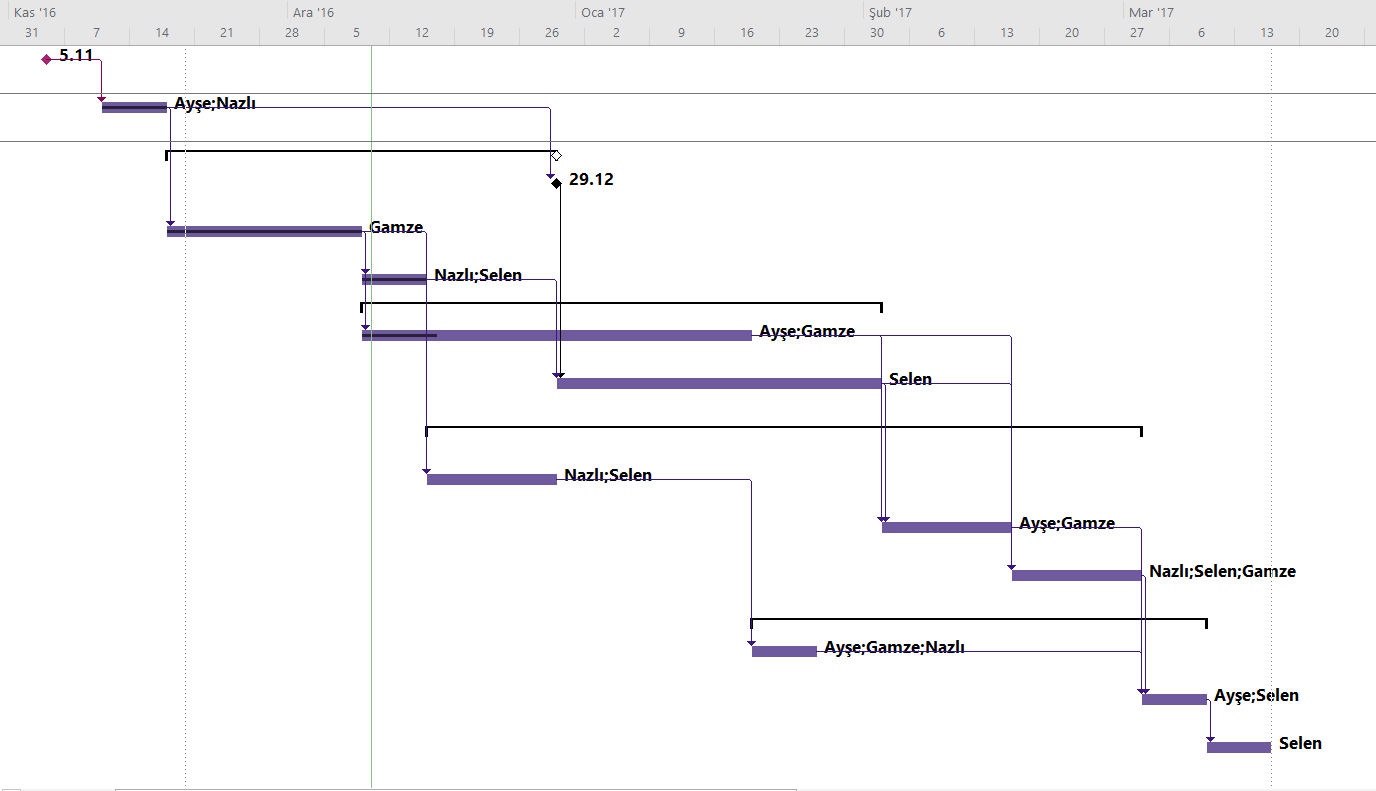 Kas '16 Ara '16 Oca '17 Şub '17 Mar '17
31 7 14 21 28 5 12 19 26 2 9 16 23 30 6 13 20 27 6 13 20
5.11
Ayşe;Nazlı
29.12
Gamze
Nazlı;Selen
Ayşe;Gamze
Selen
Nazlı;Selen
Ayşe;Gamze
Nazlı;Selen;Gamze
Ayşe;Gamze;Nazlı
Ayşe;Selen
Selen